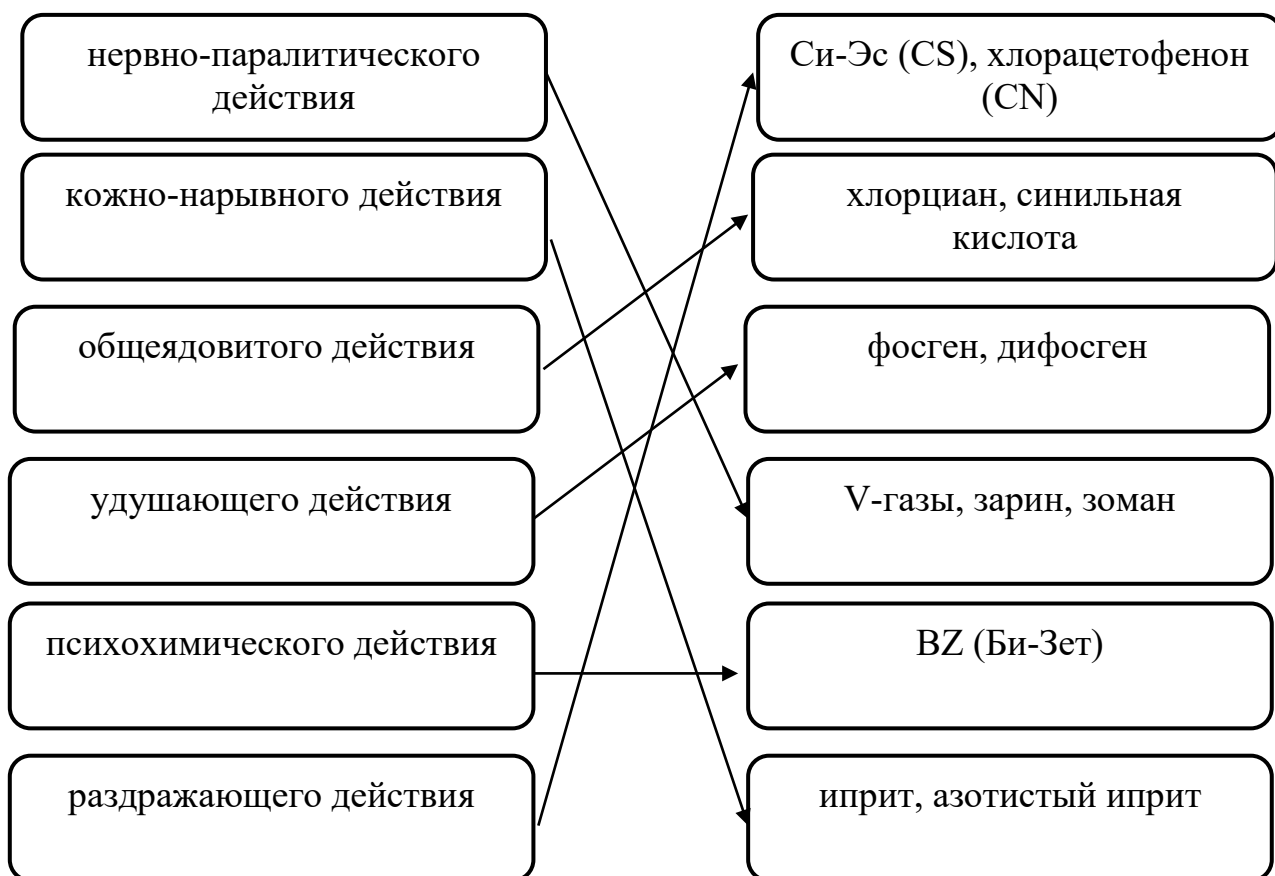 нервно-паралитического
действия
Си-Эс (CS), хлорацетофенон
(CN)
кожно-нарывного действия
хлорциан, синильная
кислота
общеядовитого действия
фосген, дифосген
удушающего действия
V-газы, зарин, зоман
психохимического действия
BZ (Би-Зет)
раздражающего действия
иприт, азотистый иприт